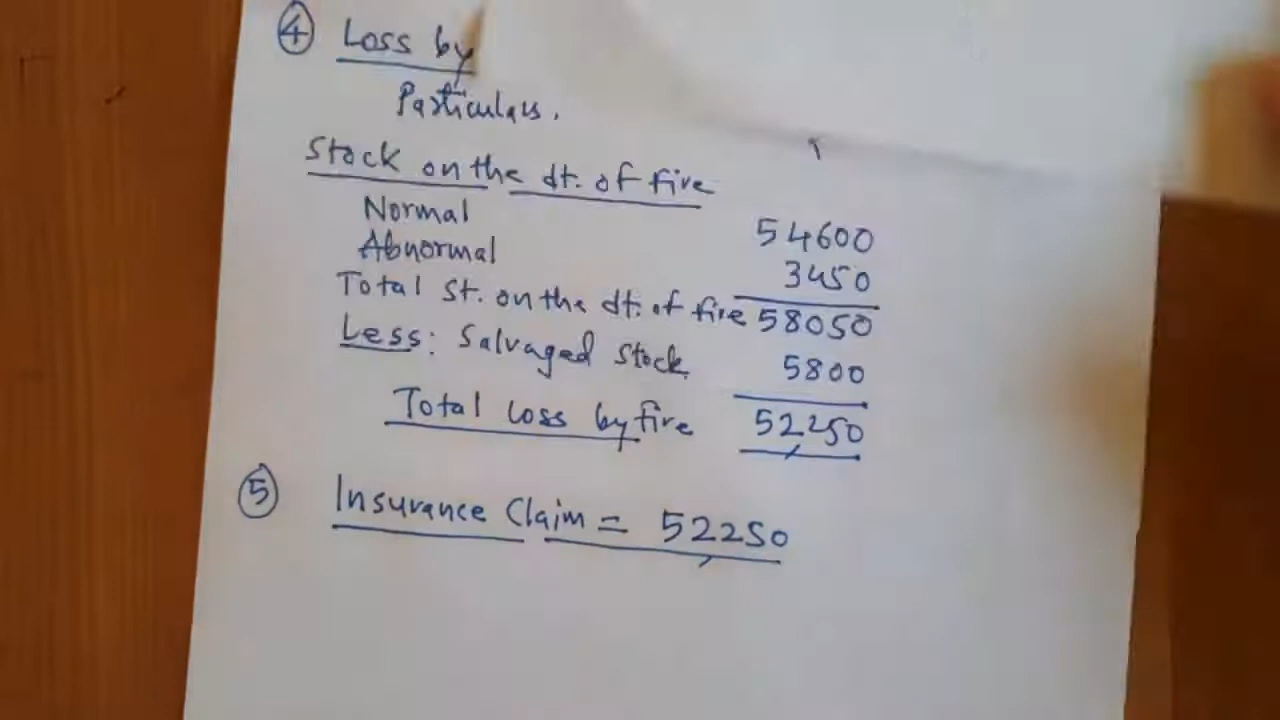 ④ Loss by
Particulars.
Stock on the dt. of fire
Normal 54600
Abnormal 3450
Total St. on the dt. of fire 58050
Less: Salvaged Stock 5800
Total loss by fire 52250
⑤ Insurance Claim = 52250